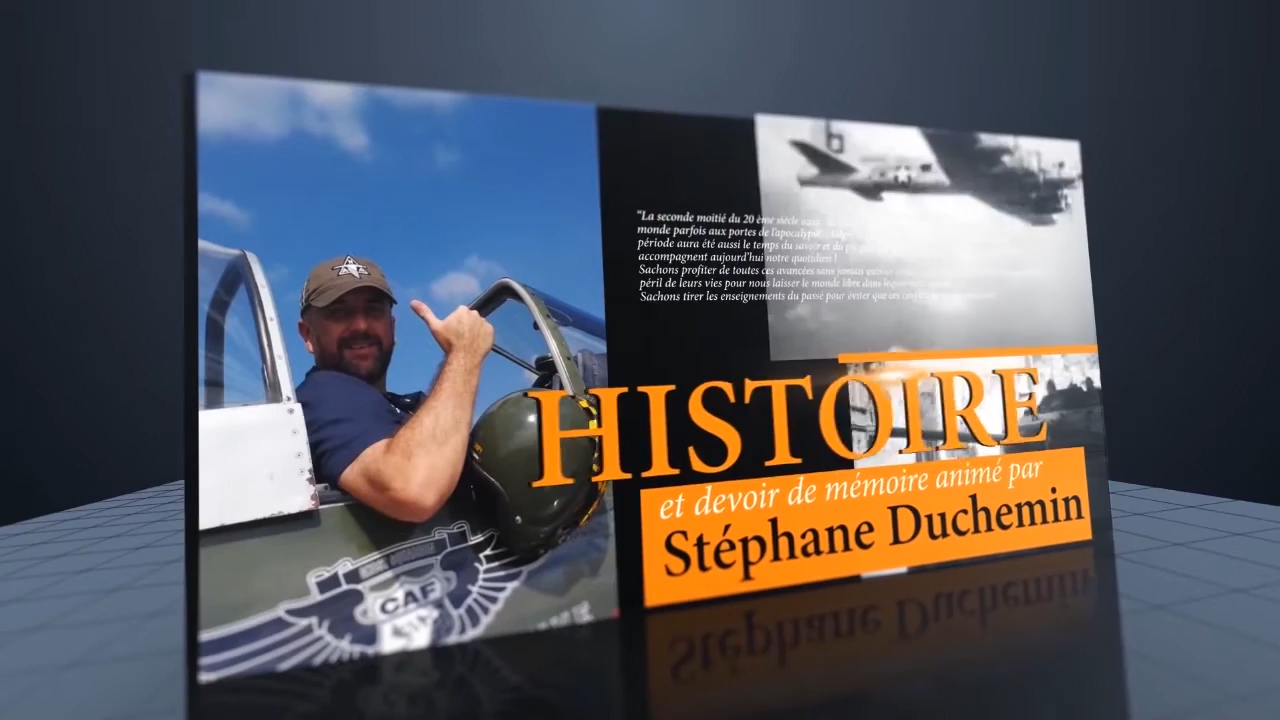 "La seconde moitié du 20 ème siècle
monde parfois aux portes de l'apocalypse
période aura été aussi le temps du savoir et du
accompagnent aujourd'hui notre quotidien !
Sachons profiter de toutes ces avancées sans jamais
péril de leurs vies pour nous laisser le monde libre dans lequel
Sachons tirer les enseignements du passé pour éviter que ces
HISTOIRE
et devoir de mémoire animé par
Stéphane Duchemin
CAF